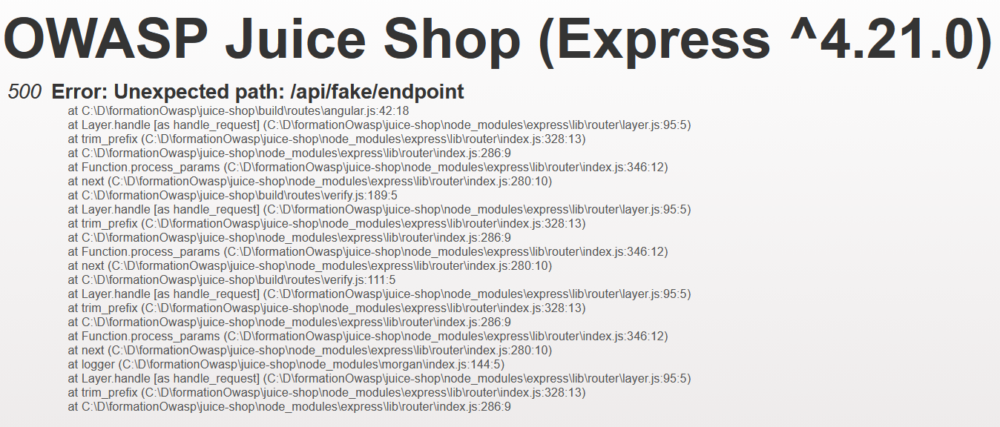 OWASP Juice Shop (Express ^4.21.0)
500 Error: Unexpected path: /api/fake/endpoint
at C:\D\formationOwasp\juice-shop\build\routes\angular.js:42:18
at Layer.handle [as handle_request] (C:\D\formationOwasp\juice-shop\node_modules\express\lib\router\layer.js:95:5)
at trim_prefix (C:\D\formationOwasp\juice-shop\node_modules\express\lib\router\index.js:328:13)
at C:\D\formationOwasp\juice-shop\node_modules\express\lib\router\index.js:286:9
at Function.process_params (C:\D\formationOwasp\juice-shop\node_modules\express\lib\router\index.js:346:12)
at next (C:\D\formationOwasp\juice-shop\node_modules\express\lib\router\index.js:280:10)
at C:\D\formationOwasp\juice-shop\build\routes\verify.js:189:5
at Layer.handle [as handle_request] (C:\D\formationOwasp\juice-shop\node_modules\express\lib\router\layer.js:95:5)
at trim_prefix (C:\D\formationOwasp\juice-shop\node_modules\express\lib\router\index.js:328:13)
at C:\D\formationOwasp\juice-shop\node_modules\express\lib\router\index.js:286:9
at Function.process_params (C:\D\formationOwasp\juice-shop\node_modules\express\lib\router\index.js:346:12)
at next (C:\D\formationOwasp\juice-shop\node_modules\express\lib\router\index.js:280:10)
at C:\D\formationOwasp\juice-shop\build\routes\verify.js:111:5
at Layer.handle [as handle_request] (C:\D\formationOwasp\juice-shop\node_modules\express\lib\router\layer.js:95:5)
at trim_prefix (C:\D\formationOwasp\juice-shop\node_modules\express\lib\router\index.js:328:13)
at C:\D\formationOwasp\juice-shop\node_modules\express\lib\router\index.js:286:9
at Function.process_params (C:\D\formationOwasp\juice-shop\node_modules\express\lib\router\index.js:346:12)
at next (C:\D\formationOwasp\juice-shop\node_modules\express\lib\router\index.js:280:10)
at logger (C:\D\formationOwasp\juice-shop\node_modules\morgan\index.js:144:5)
at Layer.handle [as handle_request] (C:\D\formationOwasp\juice-shop\node_modules\express\lib\router\layer.js:95:5)
at trim_prefix (C:\D\formationOwasp\juice-shop\node_modules\express\lib\router\index.js:328:13)
at C:\D\formationOwasp\juice-shop\node_modules\express\lib\router\index.js:286:9